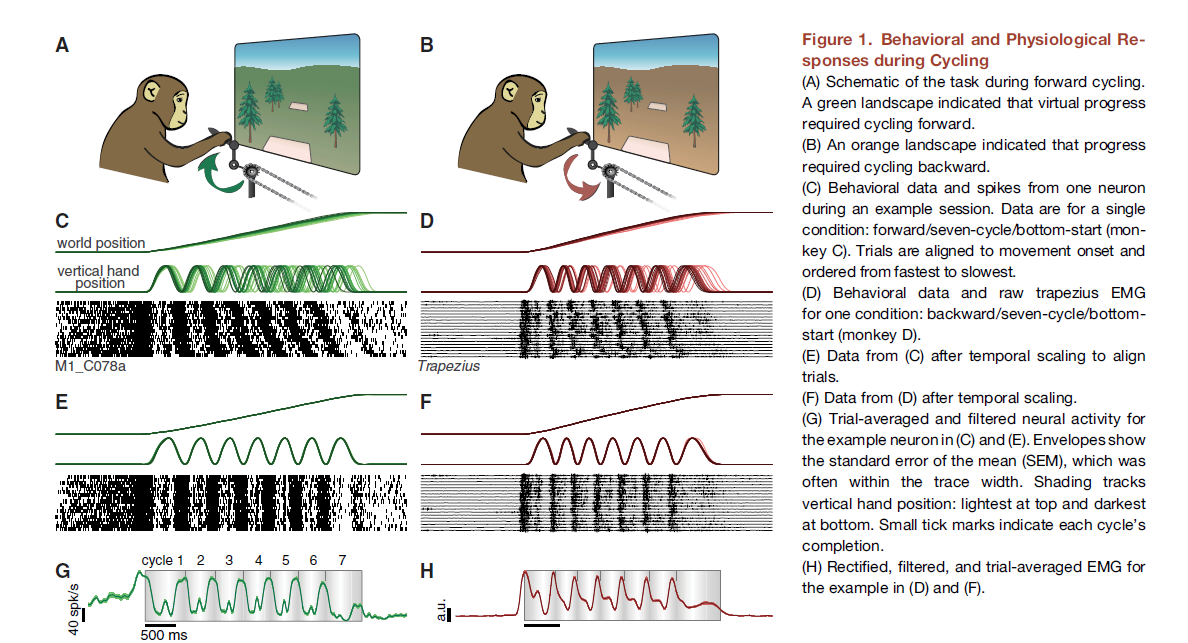 A
B
C
world position
vertical hand
position
M1_C078a
D
Trapezius
E
F
G
cycle 1 2 3 4 5 6 7
40 spk/s
500 ms
H
a.u.
Figure 1. Behavioral and Physiological Re-
sponses during Cycling
(A) Schematic of the task during forward cycling.
A green landscape indicated that virtual progress
required cycling forward.
(B) An orange landscape indicated that progress
required cycling backward.
(C) Behavioral data and spikes from one neuron
during an example session. Data are for a single
condition: forward/seven-cycle/bottom-start (mon-
key C). Trials are aligned to movement onset and
ordered from fastest to slowest.
(D) Behavioral data and raw trapezius EMG
for one condition: backward/seven-cycle/bottom-
start (monkey D).
(E) Data from (C) after temporal scaling to align
trials.
(F) Data from (D) after temporal scaling.
(G) Trial-averaged and filtered neural activity for
the example neuron in (C) and (E). Envelopes show
the standard error of the mean (SEM), which was
often within the trace width. Shading tracks
vertical hand position: lightest at top and darkest
at bottom. Small tick marks indicate each cycle's
completion.
(H) Rectified, filtered, and trial-averaged EMG for
the example in (D) and (F).